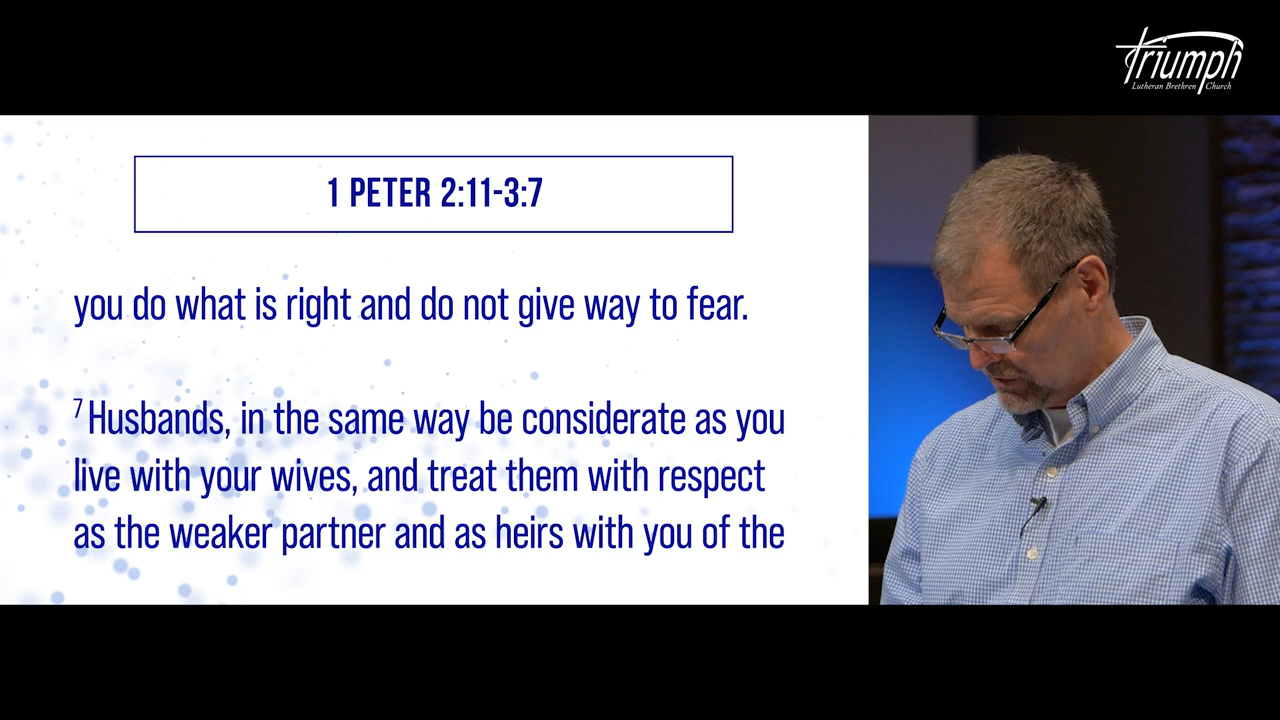 Triumph
Lutheran Brethren Church
1 PETER 2:11-3:7
you do what is right and do not give way to fear.
7 Husbands, in the same way be considerate as you
live with your wives, and treat them with respect
as the weaker partner and as heirs with you of the